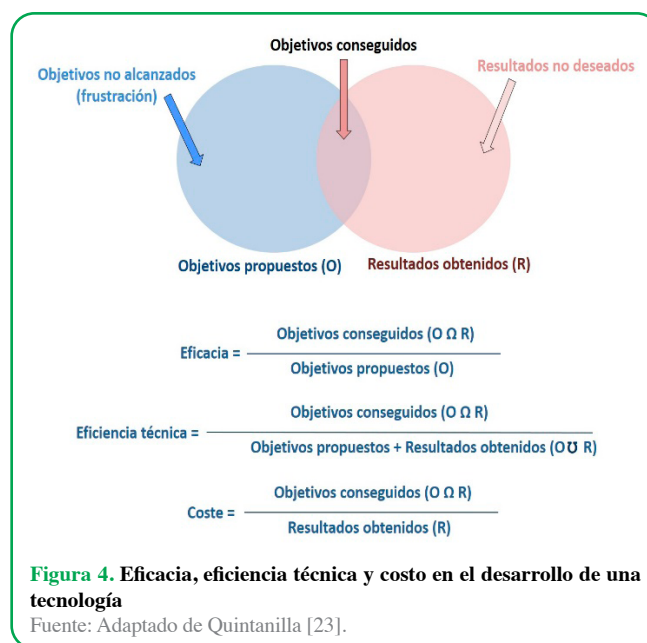 Objetivos conseguidos
Objetivos no alcanzados
(frustración)
Resultados no deseados
Objetivos propuestos (O)
Resultados obtenidos (R)
Objetivos conseguidos (O Ω R)
Eficacia =
Objetivos propuestos (O)
Objetivos conseguidos (O Ω R)
Eficiencia técnica =
Objetivos propuestos + Resultados obtenidos (O ℧ R)
Objetivos conseguidos (O Ω R)
Coste =
Resultados obtenidos (R)
Figura 4. Eficacia, eficiencia técnica y costo en el desarrollo de una
tecnología
Fuente: Adaptado de Quintanilla [23].